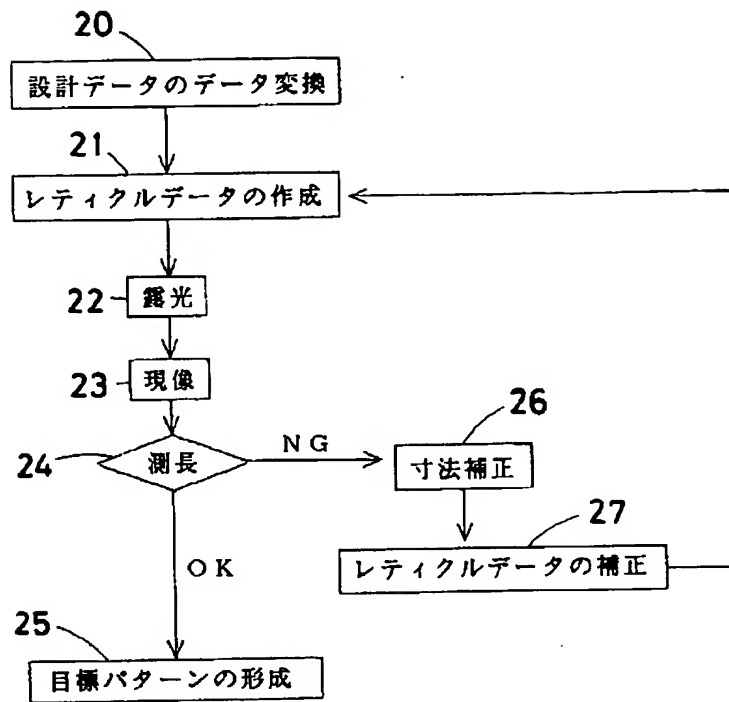 20
設計データのデータ変換
21
レティクルデータの作成
22
露光
23
現像
24
測長
NG
26
寸法補正
27
レティクルデータの補正
OK
25
目標パターンの形成